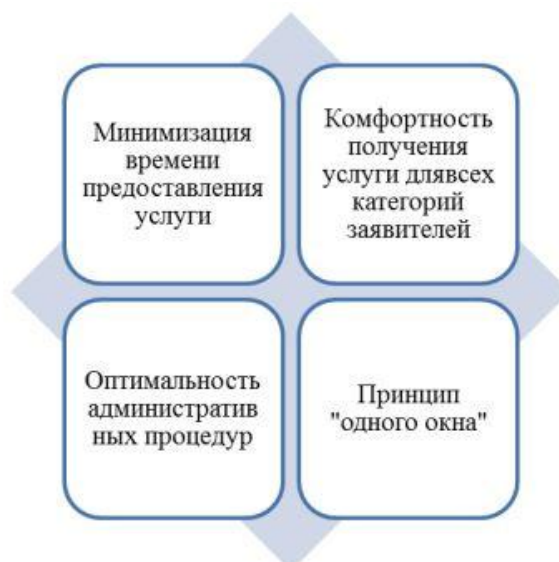 Минимизация
времени
предоставления
услуги
Комфортность
получения
услуги длявсех
категорий
заявителей
Оптимальность
административ
ных процедур
Принцип
"одного окна"